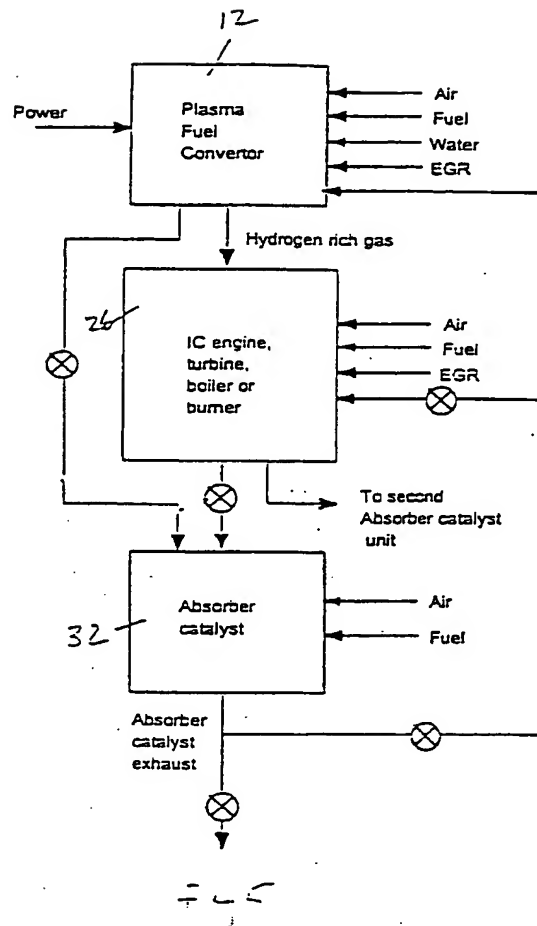 12
Power
Plasma
Fuel
Convertor
Air
Fuel
Water
EGR
Hydrogen rich gas
26
IC engine,
turbine,
boiler or
burner
Air
Fuel
EGR
To second
Absorber catalyst
unit
32
Absorber
catalyst
Air
Fuel
Absorber
catalyst
exhaust